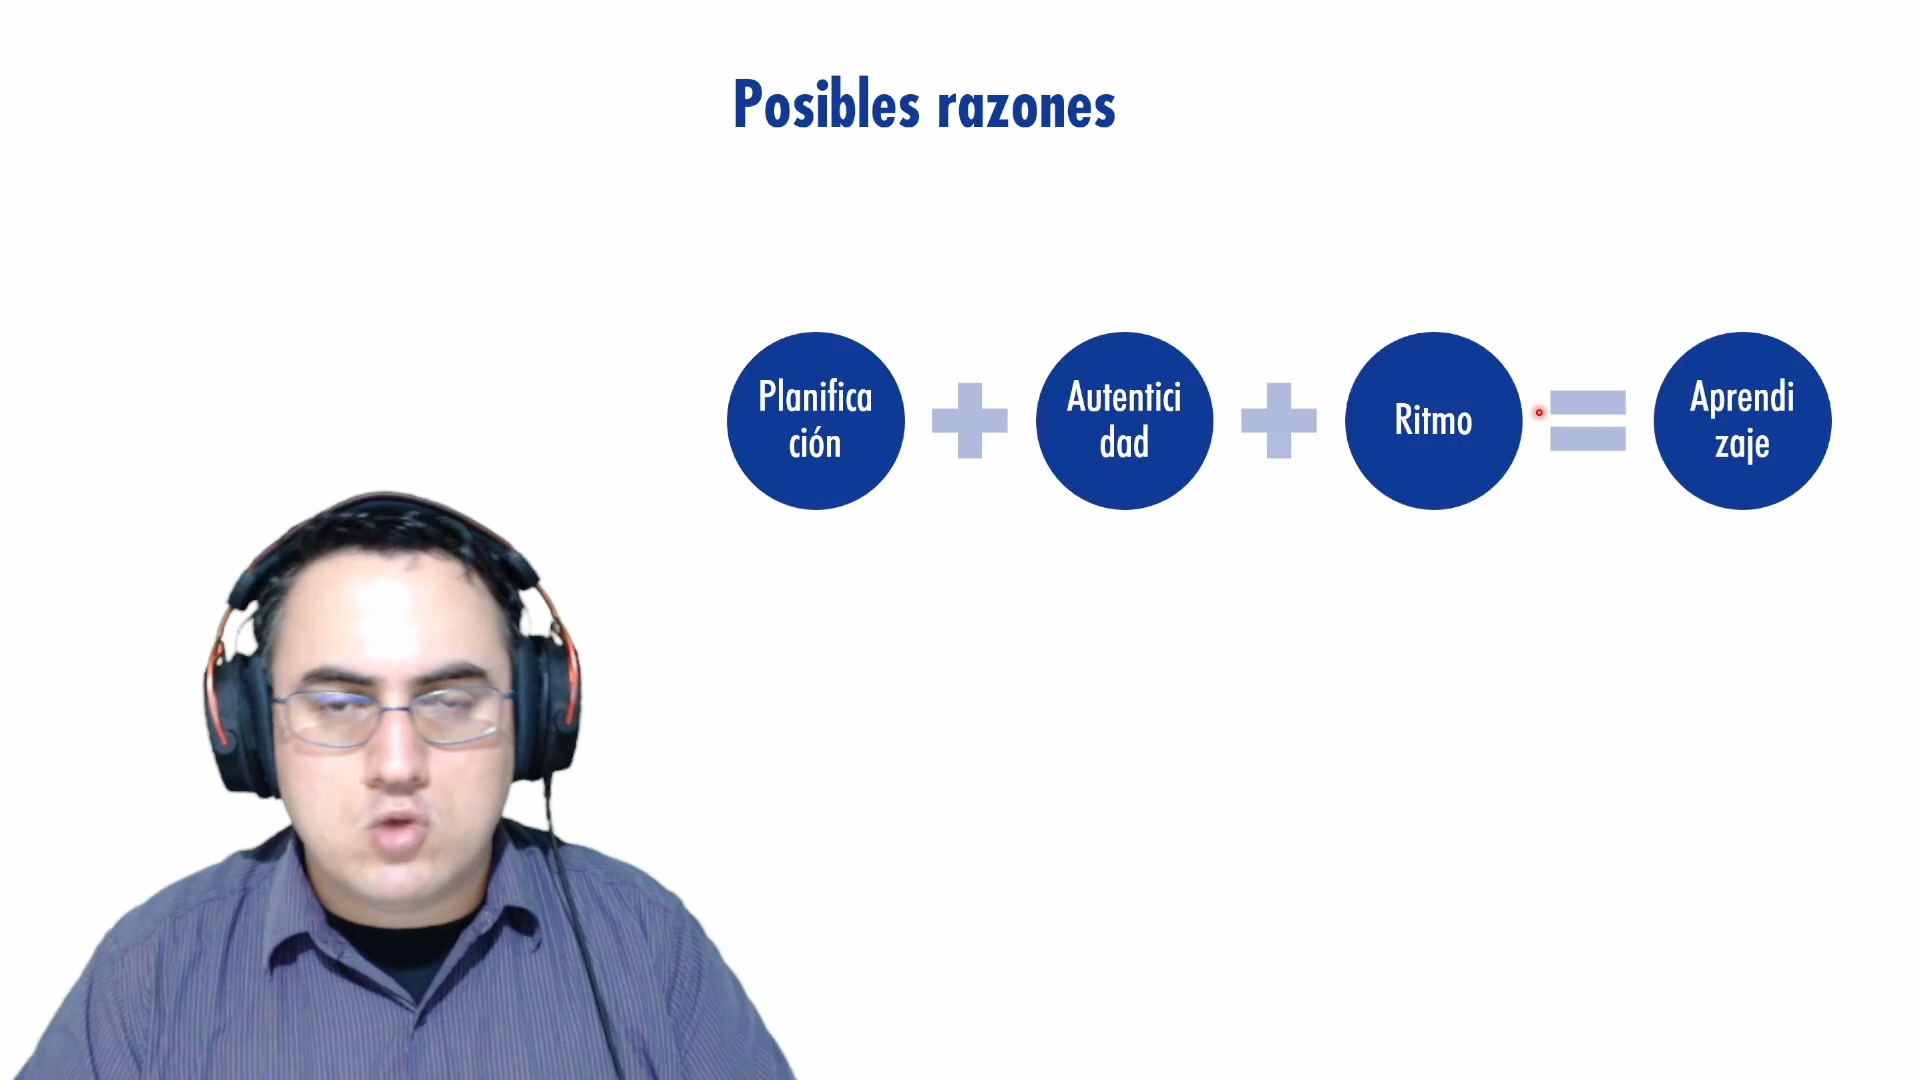 Posibles razones
Planifica
ción
Autentici
dad
Ritmo
Aprendi
zaje